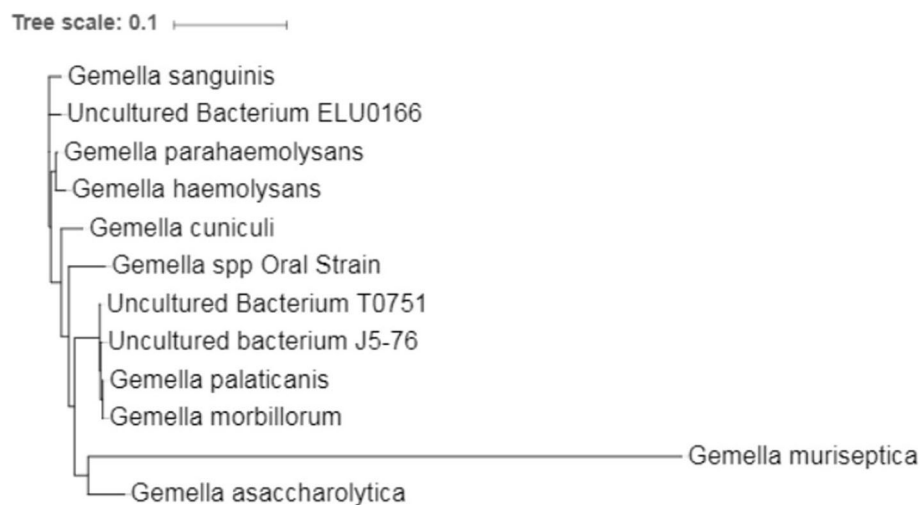 Tree scale: 0.1
Gemella sanguinis
Uncultured Bacterium ELU0166
Gemella parahaemolysans
Gemella haemolysans
Gemella cuniculi
Gemella spp Oral Strain
Uncultured Bacterium T0751
Uncultured bacterium J5-76
Gemella palaticanis
Gemella morbillorum
Gemella muriseptica
Gemella asaccharolytica